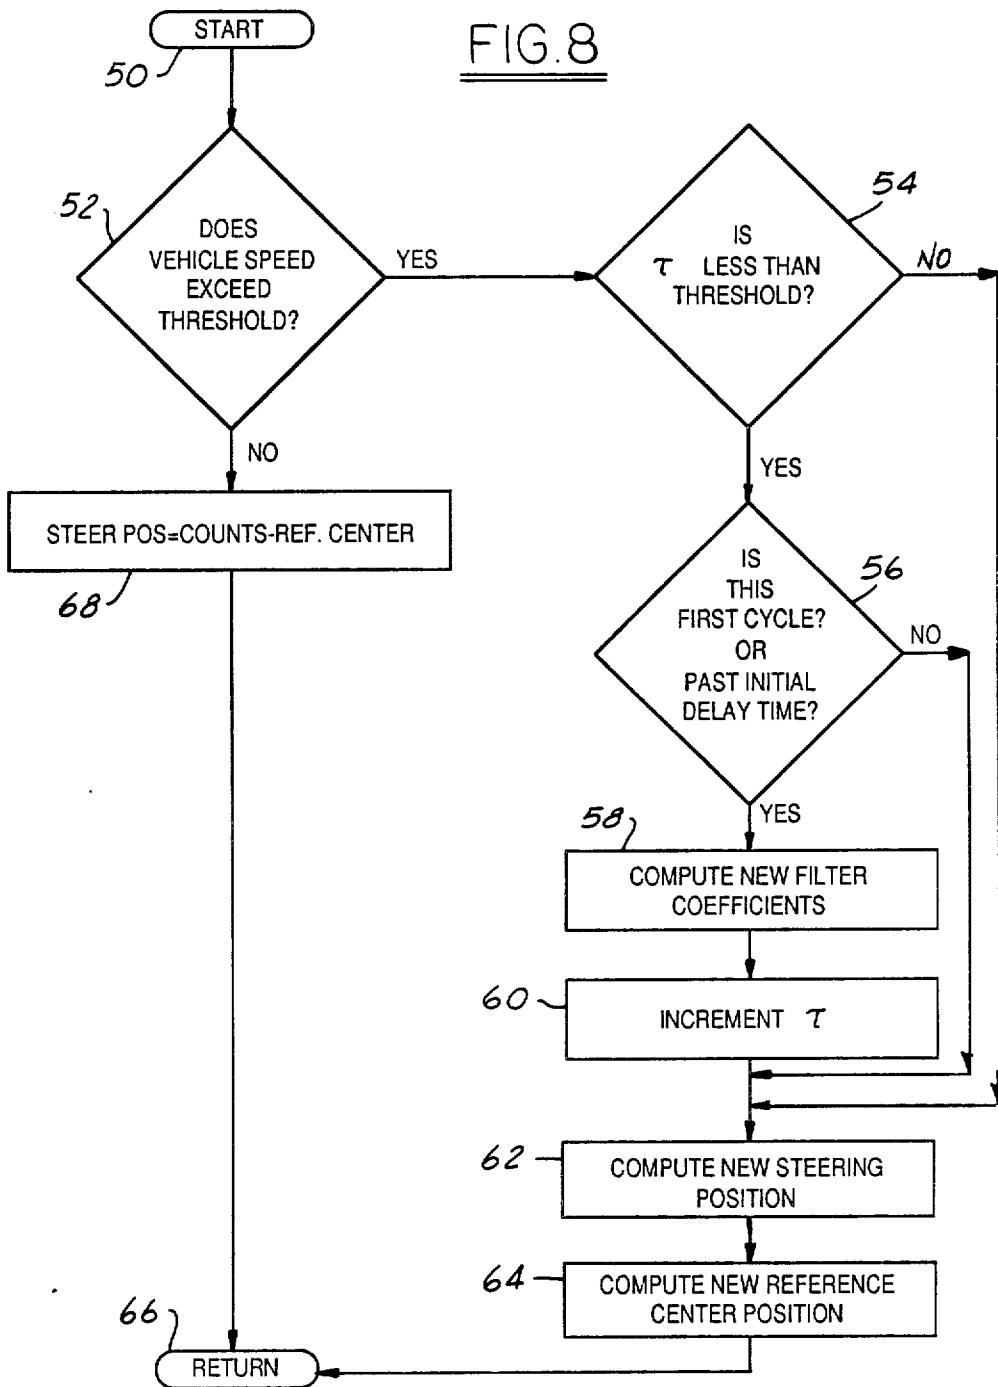 START
FIG.8
50
52
DOES
VEHICLE SPEED
EXCEED
THRESHOLD?
YES
54
IS
τ LESS THAN
THRESHOLD?
NO
NO
YES
STEER POS=COUNTS-REF. CENTER
68
IS
THIS
FIRST CYCLE?
OR
PAST INITIAL
DELAY TIME?
56
NO
YES
58
COMPUTE NEW FILTER
COEFFICIENTS
60
INCREMENT τ
62
COMPUTE NEW STEERING
POSITION
64
COMPUTE NEW REFERENCE
CENTER POSITION
66
RETURN